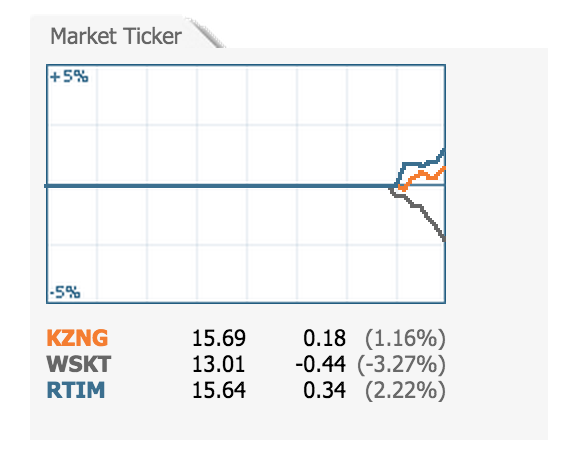 Market Ticker
+5%
-5%
KZNG 15.69 0.18 (1.16%)
WSKT 13.01 -0.44 (-3.27%)
RTIM 15.64 0.34 (2.22%)